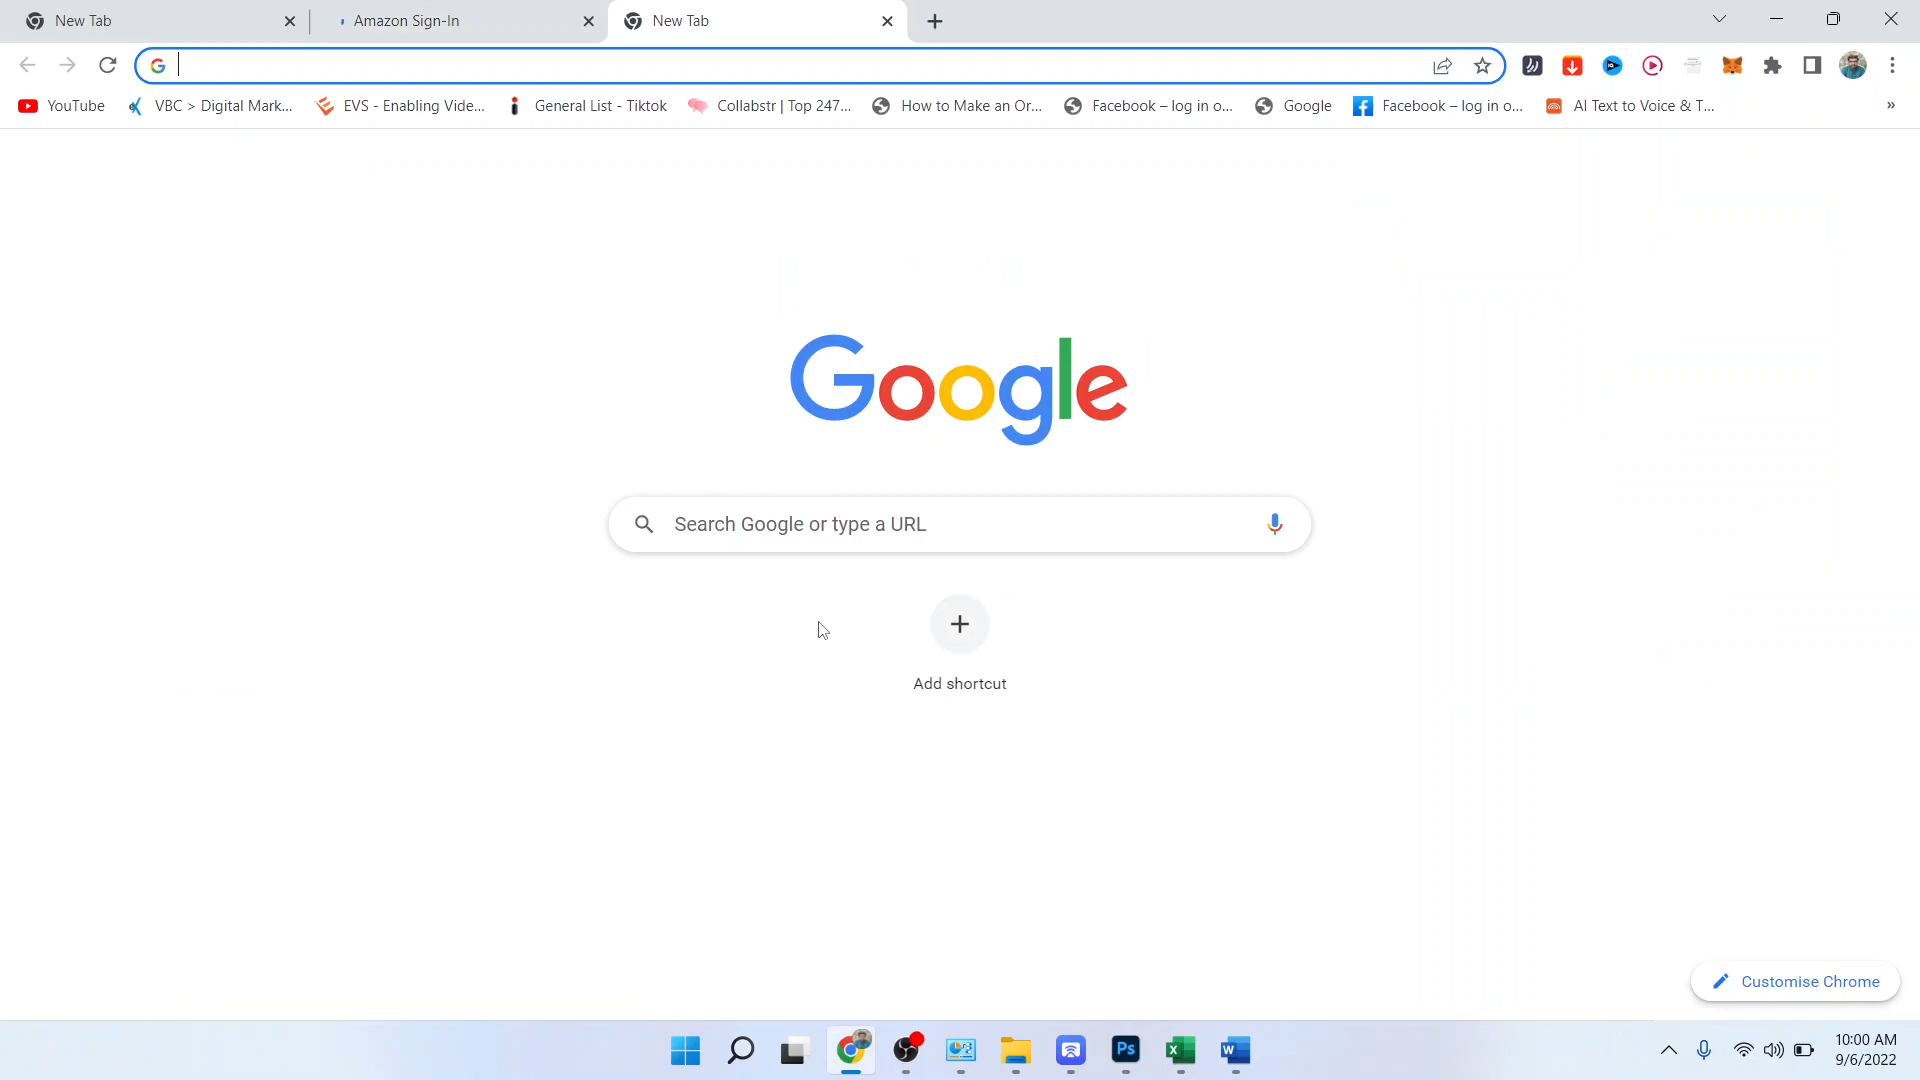 New Tab
Amazon Sign-In
New Tab
YouTube
VBC > Digital Mark...
EVS - Enabling Vide...
General List - Tiktok
Collabstr | Top 247...
How to Make an Or...
Facebook – log in o...
Google
Facebook – log in o...
AI Text to Voice & T...
»
Google
Search Google or type a URL
Add shortcut
Customise Chrome
Ps
X
W
10:00 AM
9/6/2022